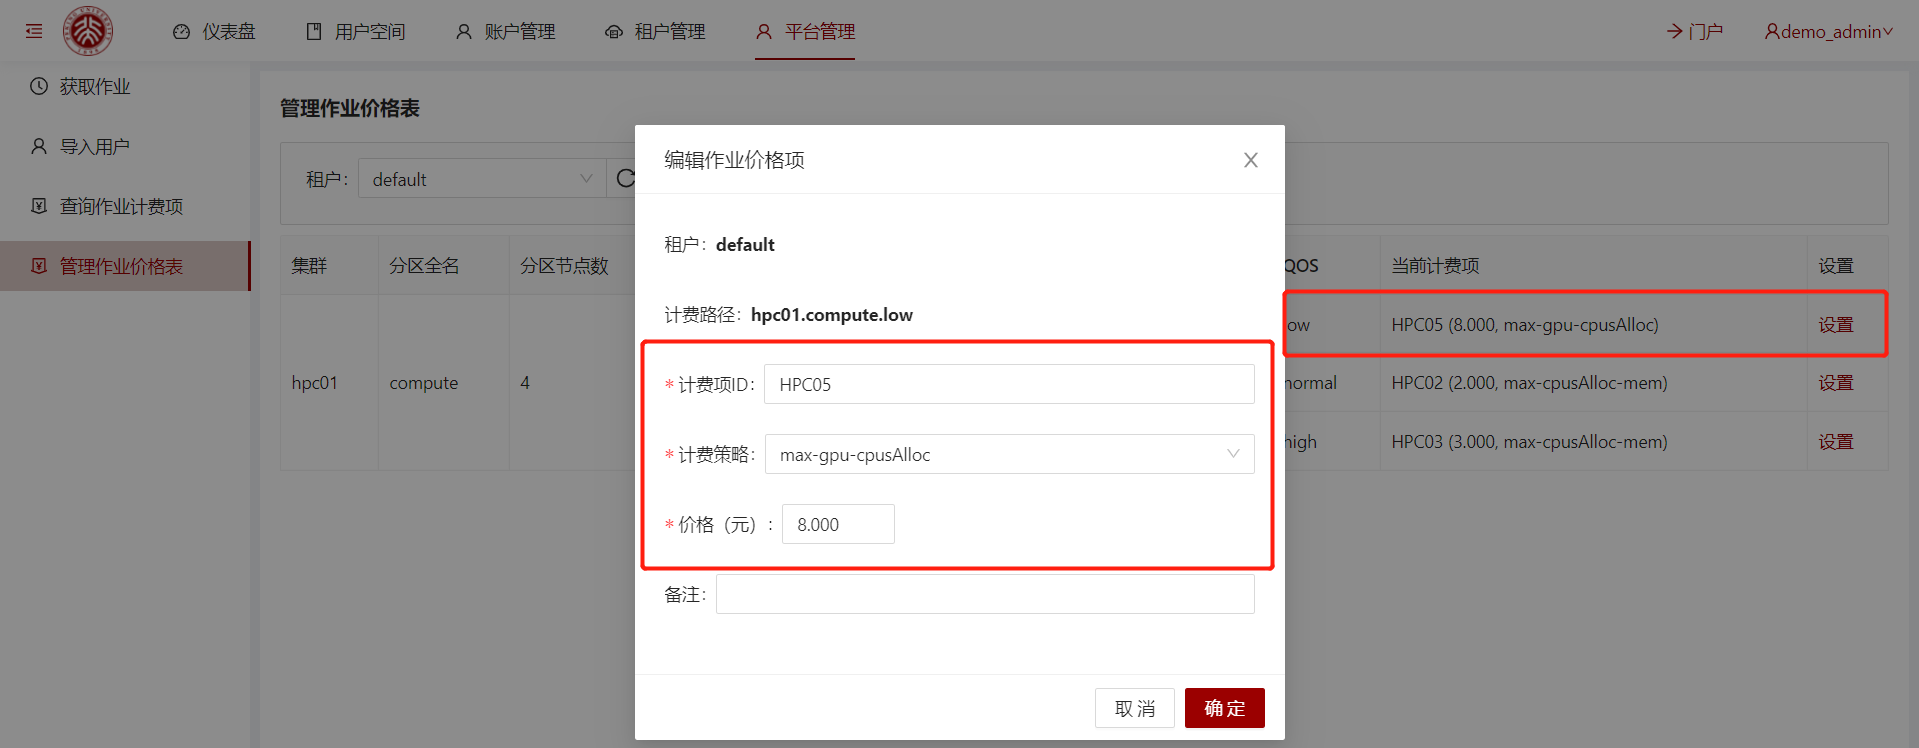 仪表盘
用户空间
账户管理
租户管理
平台管理
门户
demo_admin
获取作业
导入用户
查询作业计费项
管理作业价格表
管理作业价格表
租户：
default
集群
分区全名
分区节点数
QOS
当前计费项
设置
hpc01
compute
4
ow
HPC05 (8.000, max-gpu-cpusAlloc)
设置
normal
HPC02 (2.000, max-cpusAlloc-mem)
设置
high
HPC03 (3.000, max-cpusAlloc-mem)
设置
编辑作业价格项
租户：default
计费路径：hpc01.compute.low
* 计费项ID： HPC05
* 计费策略： max-gpu-cpusAlloc
* 价格（元）： 8.000
备注：
取 消
确 定